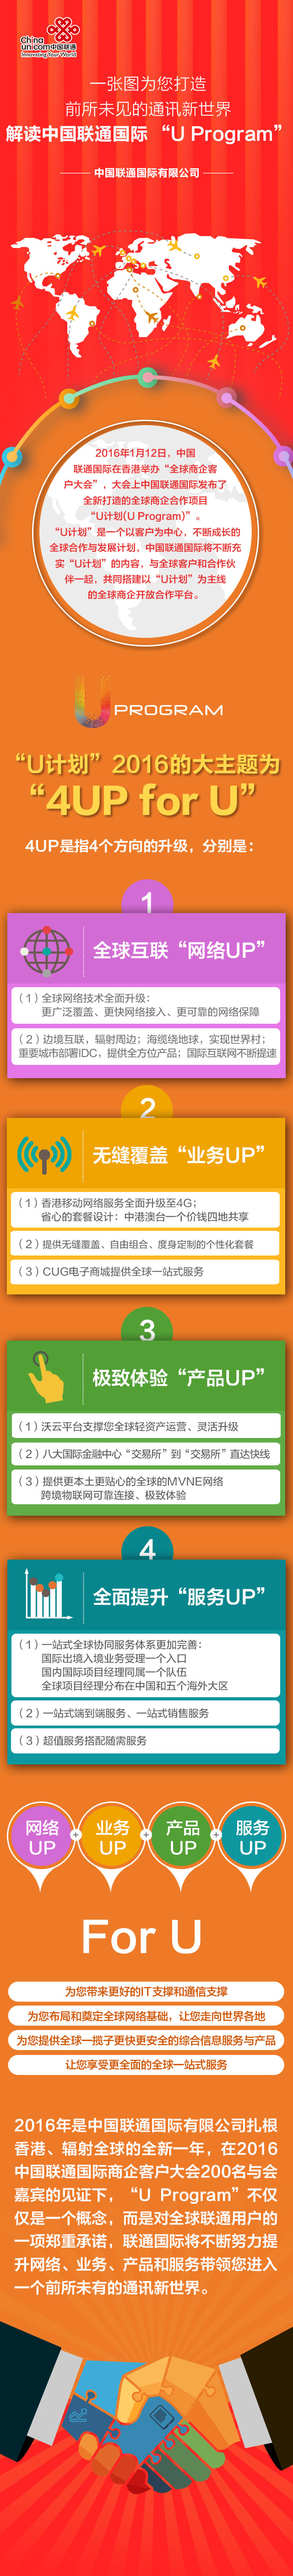 China
unicom中国联通
Innovating Your World
一张图为您打造
前所未见的通讯新世界
解读中国联通国际 “U Program”
中国联通国际有限公司
2016年1月12日，中国
联通国际在香港举办“全球商企客
户大会”，大会上中国联通国际发布了
全新打造的全球商企合作项目
“U计划(U Program)”。
“U计划”是一个以客户为中心，不断成长的
全球合作与发展计划，中国联通国际将不断充
实“U计划”的内容，与全球客户和合作伙
伴一起，共同搭建以“U计划”为主线
的全球商企开放合作平台。
U PROGRAM
“U计划”2016的大主题为
“4UP for U”
4UP是指4个方向的升级，分别是：
1
全球互联“网络UP”
（1）全球网络技术全面升级：
更广泛覆盖、更快网络接入、更可靠的网络保障
（2）边境互联，辐射周边；海缆绕地球，实现世界村；
重要城市部署IDC，提供全方位产品；国际互联网不断提速
2
无缝覆盖“业务UP”
（1）香港移动网络服务全面升级至4G；
省心的套餐设计：中港澳台一个价钱四地共享
（2）提供无缝覆盖、自由组合、度身定制的个性化套餐
（3）CUG电子商城提供全球一站式服务
3
极致体验“产品UP”
（1）沃云平台支撑您全球轻资产运营、灵活升级
（2）八大国际金融中心“交易所”到“交易所”直达快线
（3）提供更本土更贴心的全球的MVNE网络
跨境物联网可靠连接、极致体验
4
全面提升“服务UP”
（1）一站式全球协同服务体系更加完善：
国际出境入境业务受理一个入口
国内国际项目经理同属一个队伍
全球项目经理分布在中国和五个海外大区
（2）一站式端到端服务、一站式销售服务
（3）超值服务搭配随需服务
网络
UP
+
业务
UP
+
产品
UP
+
服务
UP
For U
为您带来更好的IT支撑和通信支撑
为您布局和奠定全球网络基础，让您走向世界各地
为您提供全球一揽子更快更安全的综合信息服务与产品
让您享受更全面的全球一站式服务
2016年是中国联通国际有限公司扎根
香港、辐射全球的全新一年，在2016
中国联通国际商企客户大会200名与会
嘉宾的见证下，“U Program”不仅
仅是一个概念，而是对全球联通用户的
一项郑重承诺，联通国际将不断努力提
升网络、业务、产品和服务带领您进入
一个前所未有的通讯新世界。